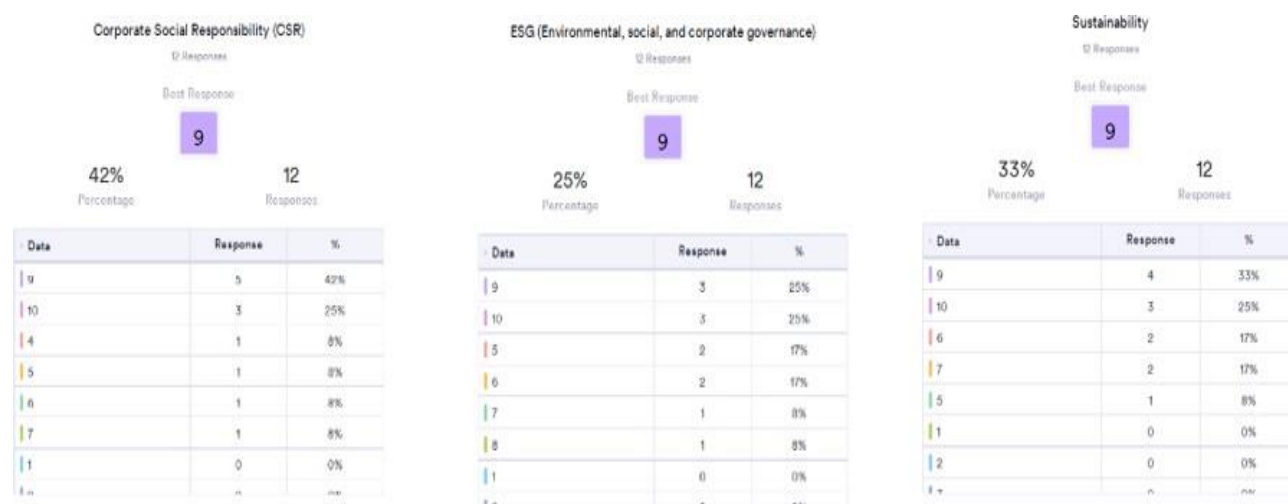 Corporate Social Responsibility (CSR)
12 Responses
Best Response
9
42% 12
Percentage Responses
Data Response %
9 5 42%
10 3 25%
4 1 8%
5 1 8%
6 1 8%
7 1 8%
1 0 0%
ESG (Environmental, social, and corporate governance)
12 Responses
Best Response
9
25% 12
Percentage Responses
Data Response %
9 3 25%
10 3 25%
5 2 17%
6 2 17%
7 1 8%
8 1 8%
1 0 0%
Sustainability
12 Responses
Best Response
9
33% 12
Percentage Responses
Data Response %
9 4 33%
10 3 25%
6 2 17%
7 2 17%
5 1 8%
1 0 0%
2 0 0%